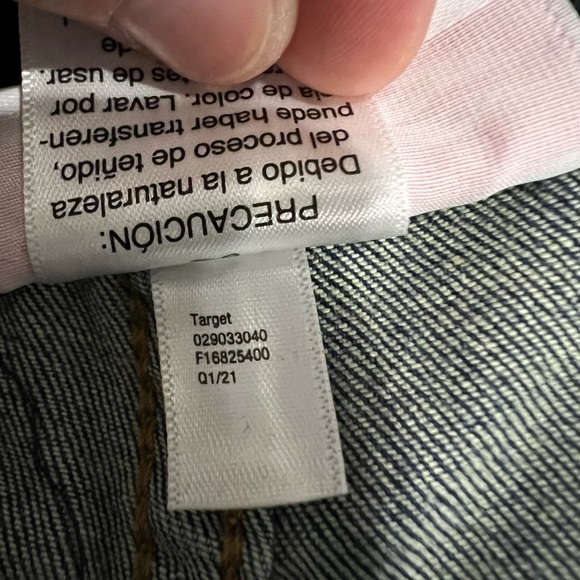 PRECAUCIÓN:
Debido a la naturaleza
del proceso de teñido,
puede haber transferen-
de color. Lavar por
de usar.
de
Target
029033040
F16825400
Q1/21